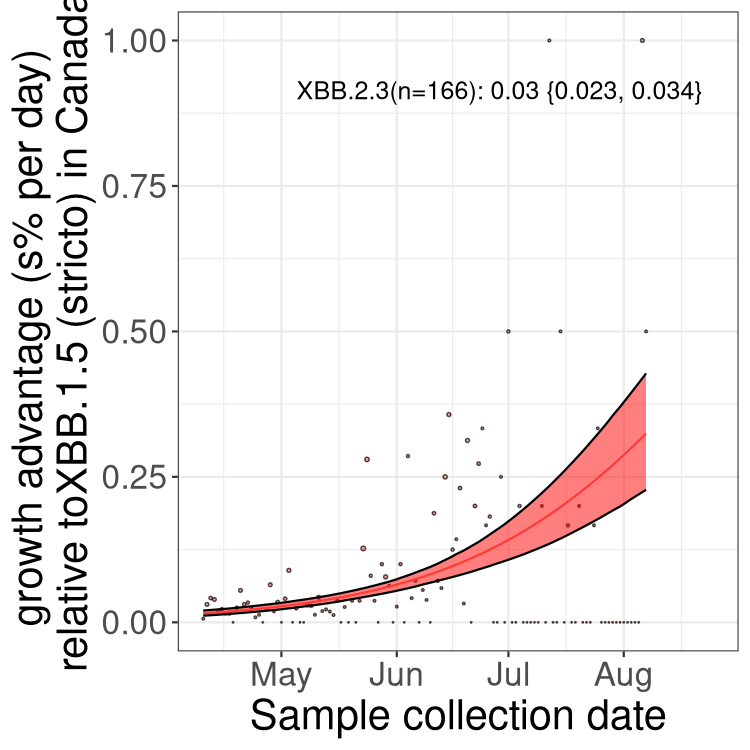 growth advantage (s% per day)
relative toXBB.1.5 (stricto) in Canada
1.00
0.75
0.50
0.25
0.00
XBB.2.3(n=166): 0.03 {0.023, 0.034}
May Jun Jul Aug
Sample collection date